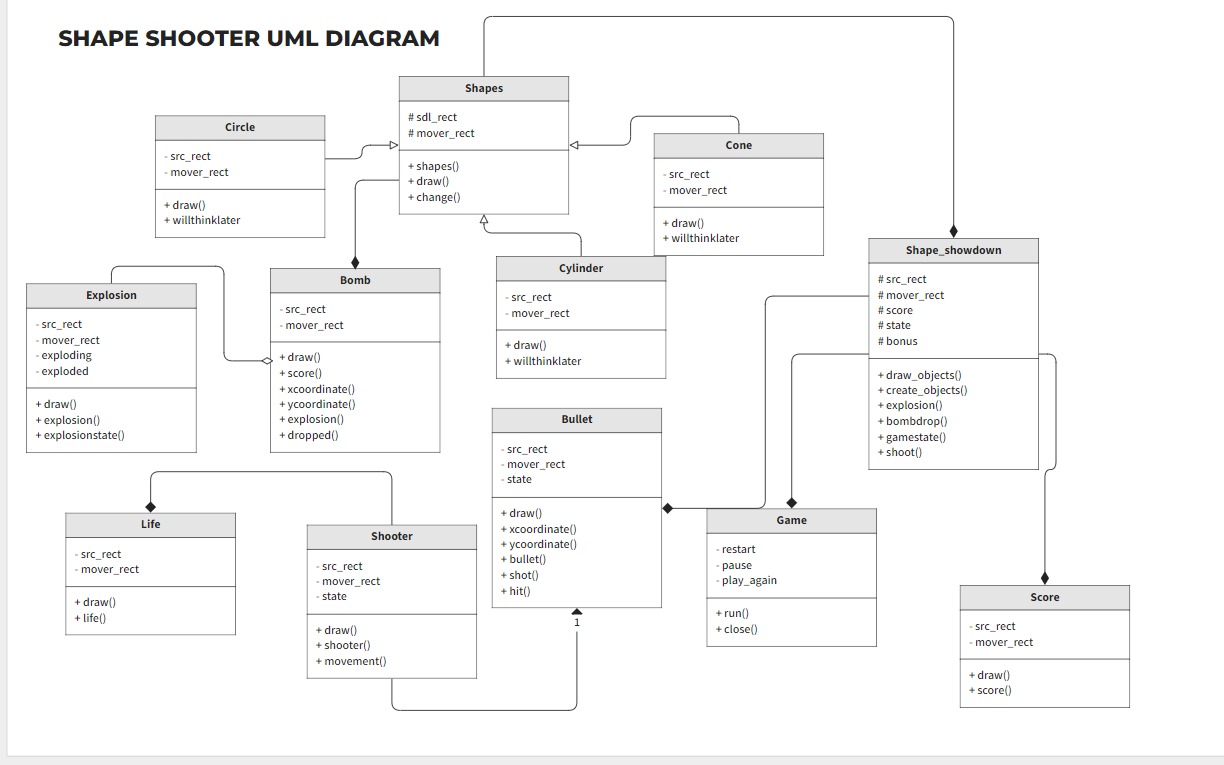 SHAPE SHOOTER UML DIAGRAM
Shapes
# sdl_rect
# mover_rect
+ shapes()
+ draw()
+ change()
Circle
- src_rect
- mover_rect
+ draw()
+ willthinklater
Cone
- src_rect
- mover_rect
+ draw()
+ willthinklater
Shape_showdown
# src_rect
# mover_rect
# score
# state
# bonus
+ draw_objects()
+ create_objects()
+ explosion()
+ bombdrop()
+ gamestate()
+ shoot()
Cylinder
- src_rect
- mover_rect
+ draw()
+ willthinklater
Bomb
- src_rect
- mover_rect
+ draw()
+ score()
+ xcoordinate()
+ ycoordinate()
+ explosion()
+ dropped()
Explosion
- src_rect
- mover_rect
- exploding
- exploded
+ draw()
+ explosion()
+ explosionstate()
Bullet
- src_rect
- mover_rect
- state
+ draw()
+ xcoordinate()
+ ycoordinate()
+ bullet()
+ shot()
+ hit()
1
Life
- src_rect
- mover_rect
+ draw()
+ life()
Shooter
- src_rect
- mover_rect
- state
+ draw()
+ shooter()
+ movement()
Game
- restart
- pause
- play_again
+ run()
+ close()
Score
- src_rect
- mover_rect
+ draw()
+ score()